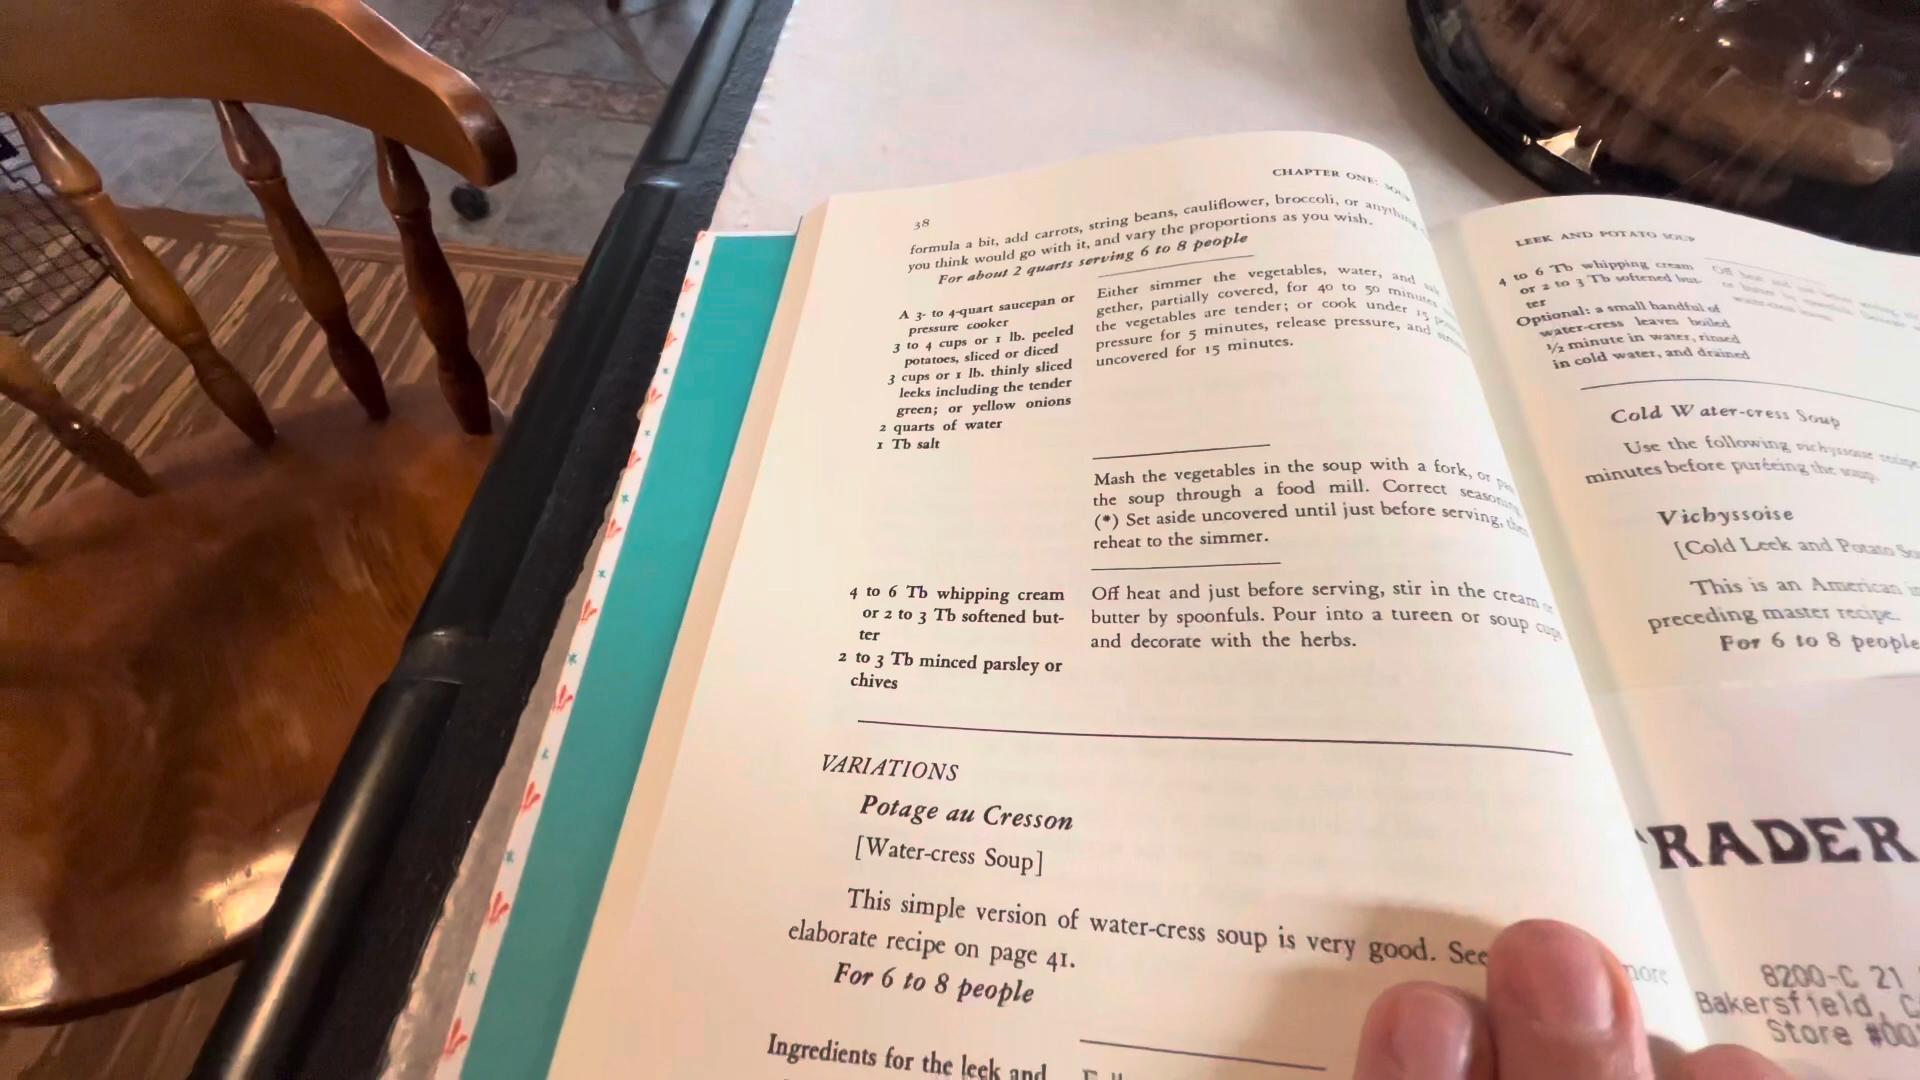 38
CHAPTER ONE:
formula a bit, add carrots, string beans, cauliflower, broccoli, or anything
you think would go with it, and vary the proportions as you wish.
For about 2 quarts serving 6 to 8 people
A 3- to 4-quart saucepan or
pressure cooker
3 to 4 cups or 1 lb. peeled
potatoes, sliced or diced
3 cups or 1 lb. thinly sliced
leeks including the tender
green; or yellow onions
2 quarts of water
1 Tb salt
Either simmer the vegetables, water, and
gether, partially covered, for 40 to 50 minutes
the vegetables are tender; or cook under 15
pressure for 5 minutes, release pressure, and
uncovered for 15 minutes.
Mash the vegetables in the soup with a fork, or
the soup through a food mill. Correct seasoning
(*) Set aside uncovered until just before serving,
reheat to the simmer.
4 to 6 Tb whipping cream
or 2 to 3 Tb softened but-
ter
2 to 3 Tb minced parsley or
chives
Off heat and just before serving, stir in the cream or
butter by spoonfuls. Pour into a tureen or soup cups
and decorate with the herbs.
VARIATIONS
Potage au Cresson
[Water-cress Soup]
This simple version of water-cress soup is very good. See more
elaborate recipe on page 41.
For 6 to 8 people
Ingredients for the leek and
LEEK AND POTATO SOUP
4 to 6 Tb whipping cream
or 2 to 3 Tb softened but-
ter
Optional: a small handful of
water-cress leaves boiled
1/2 minute in water, rinsed
in cold water, and drained
Cold Water-cress Soup
Use the following vichyssoise recipe
minutes before puréeing the soup.
Vichyssoise
[Cold Leek and Potato
This is an American
preceding master recipe.
For 6 to 8 people
TRADER
8200-C 21
Bakersfield,
Store